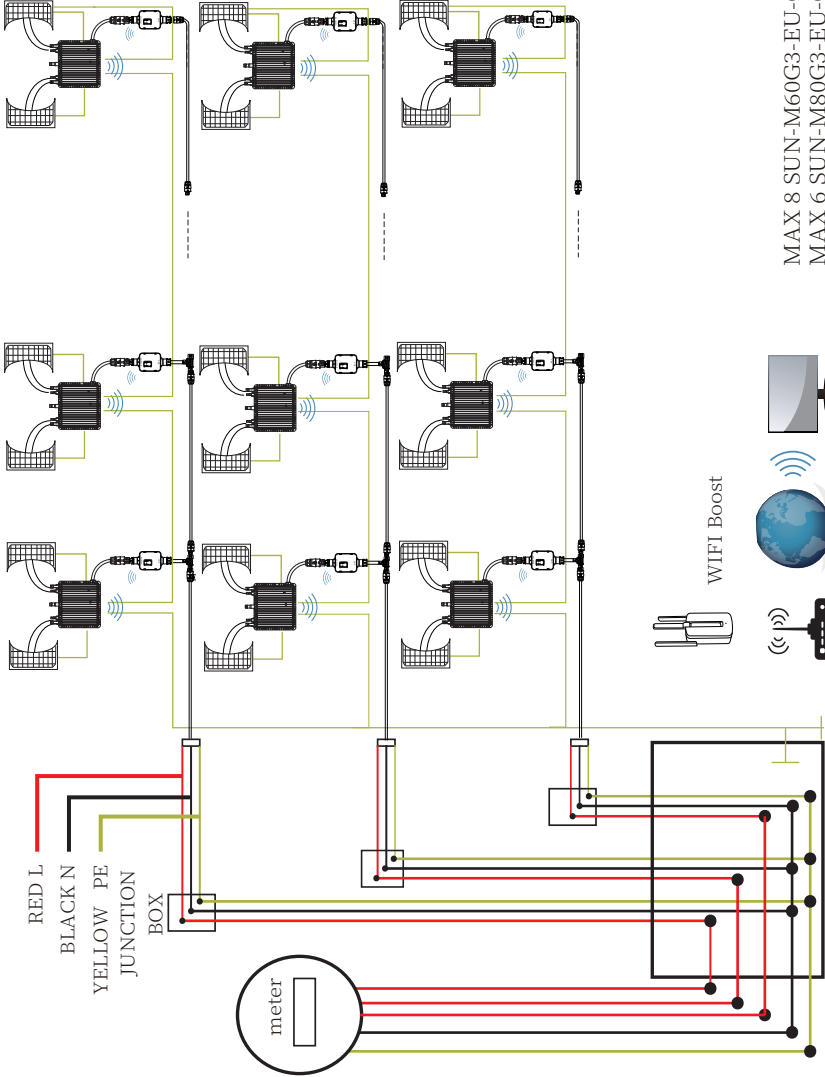 RED L
BLACK N
YELLOW PE
JUNCTION
BOX
meter
WIFI Boost
MAX 8 SUN-M60G3-EU-
MAX 6 SUN-M80G3-EU-